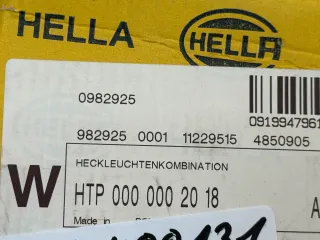 HELLA
HELLA
0982925
0919947961
982925 0001 11229515 4850905
HECKLEUCHTENKOMBINATION
W
HTP 000 000 20 18
Made in